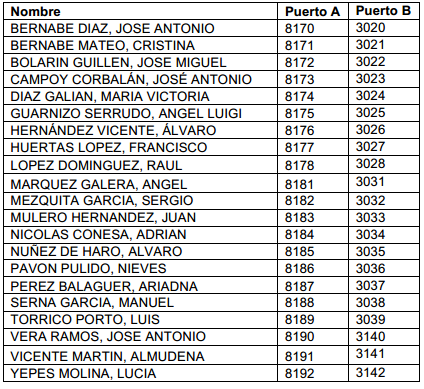 Nombre Puerto A Puerto B
BERNABE DIAZ, JOSE ANTONIO 8170 3020
BERNABE MATEO, CRISTINA 8171 3021
BOLARIN GUILLEN, JOSE MIGUEL 8172 3022
CAMPOY CORBALÁN, JOSÉ ANTONIO 8173 3023
DIAZ GALIAN, MARIA VICTORIA 8174 3024
GUARNIZO SERRUDO, ANGEL LUIGI 8175 3025
HERNÁNDEZ VICENTE, ÁLVARO 8176 3026
HUERTAS LOPEZ, FRANCISCO 8177 3027
LOPEZ DOMINGUEZ, RAUL 8178 3028
MARQUEZ GALERA, ANGEL 8181 3031
MEZQUITA GARCIA, SERGIO 8182 3032
MULERO HERNANDEZ, JUAN 8183 3033
NICOLAS CONESA, ADRIAN 8184 3034
NUÑEZ DE HARO, ALVARO 8185 3035
PAVON PULIDO, NIEVES 8186 3036
PEREZ BALAGUER, ARIADNA 8187 3037
SERNA GARCIA, MANUEL 8188 3038
TORRICO PORTO, LUIS 8189 3039
VERA RAMOS, JOSE ANTONIO 8190 3140
VICENTE MARTIN, ALMUDENA 8191 3141
YEPES MOLINA, LUCIA 8192 3142